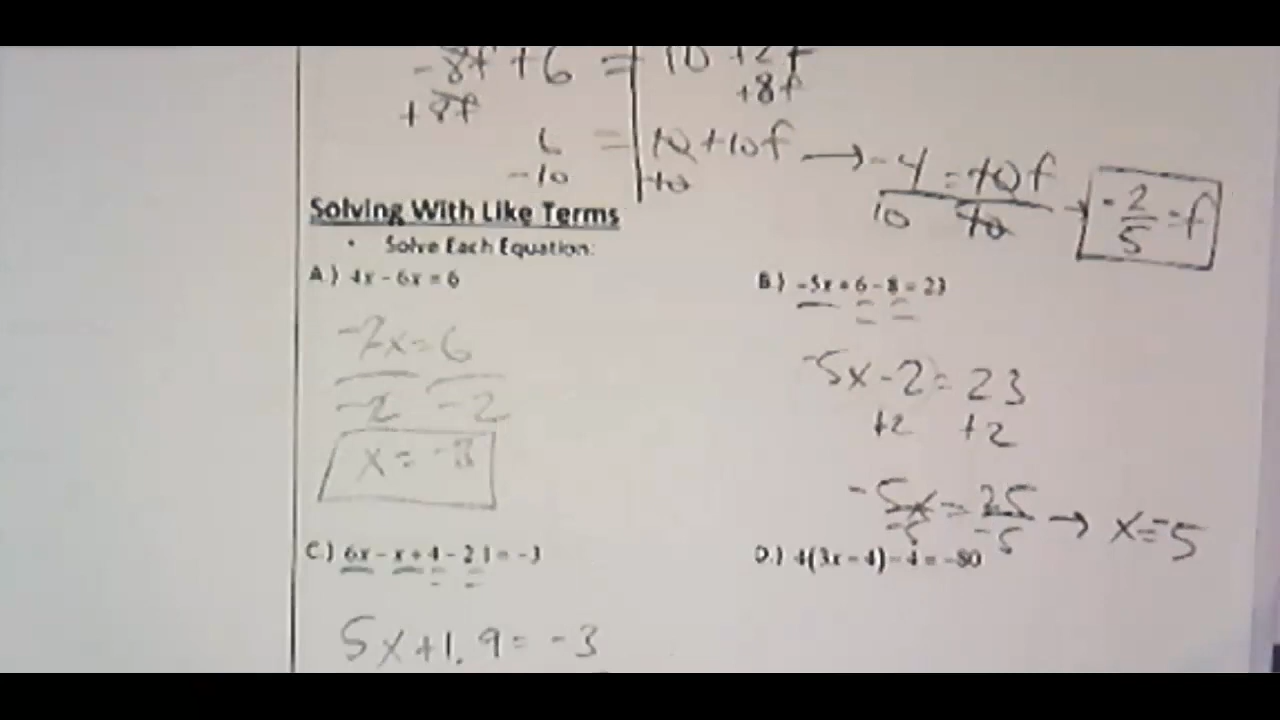 -8f + 6 = 10 + 2f
+8f +8f
6 = 10 + 10f → -4 = 10f → -2/5 = f
-10 -10 10 10
Solving With Like Terms
• Solve Each Equation:
A.) 4x - 6x = 6
-2x = 6
-2 -2
x = -3
B.) -5x + 6 - 8 = 23
-5x - 2 = 23
+2 +2
-5x = 25 → x = -5
-5 -5
C.) 6x - x + 4 - 2.1 = -3
5x + 1.9 = -3
D.) 4(3x - 4) - 4 = -80